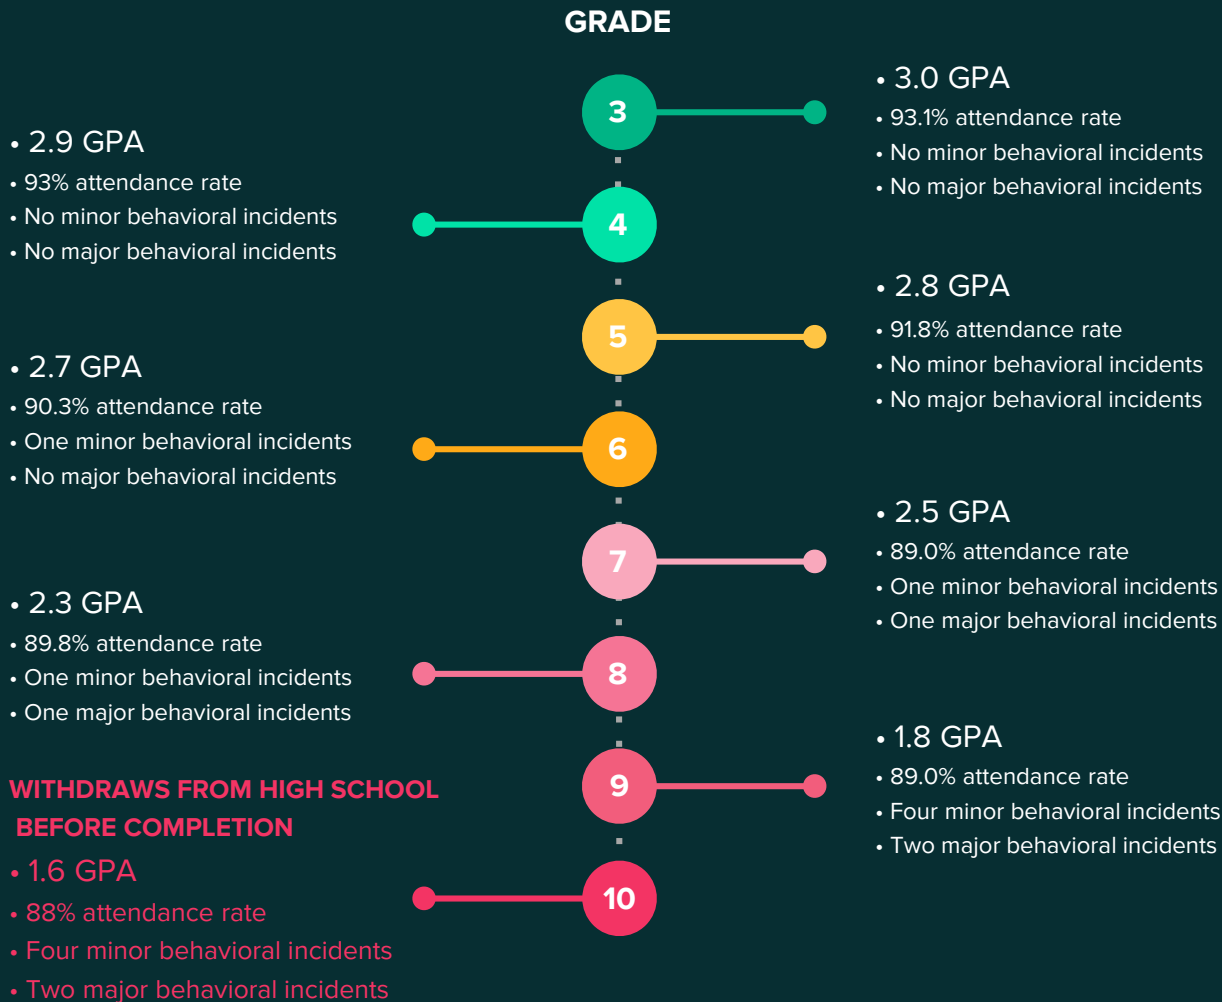 GRADE
3
• 3.0 GPA
• 93.1% attendance rate
• No minor behavioral incidents
• No major behavioral incidents
• 2.9 GPA
• 93% attendance rate
• No minor behavioral incidents
• No major behavioral incidents
4
5
• 2.8 GPA
• 91.8% attendance rate
• No minor behavioral incidents
• No major behavioral incidents
• 2.7 GPA
• 90.3% attendance rate
• One minor behavioral incidents
• No major behavioral incidents
6
7
• 2.5 GPA
• 89.0% attendance rate
• One minor behavioral incidents
• One major behavioral incidents
• 2.3 GPA
• 89.8% attendance rate
• One minor behavioral incidents
• One major behavioral incidents
8
9
• 1.8 GPA
• 89.0% attendance rate
• Four minor behavioral incidents
• Two major behavioral incidents
WITHDRAWS FROM HIGH SCHOOL
BEFORE COMPLETION
• 1.6 GPA
• 88% attendance rate
• Four minor behavioral incidents
• Two major behavioral incidents
10